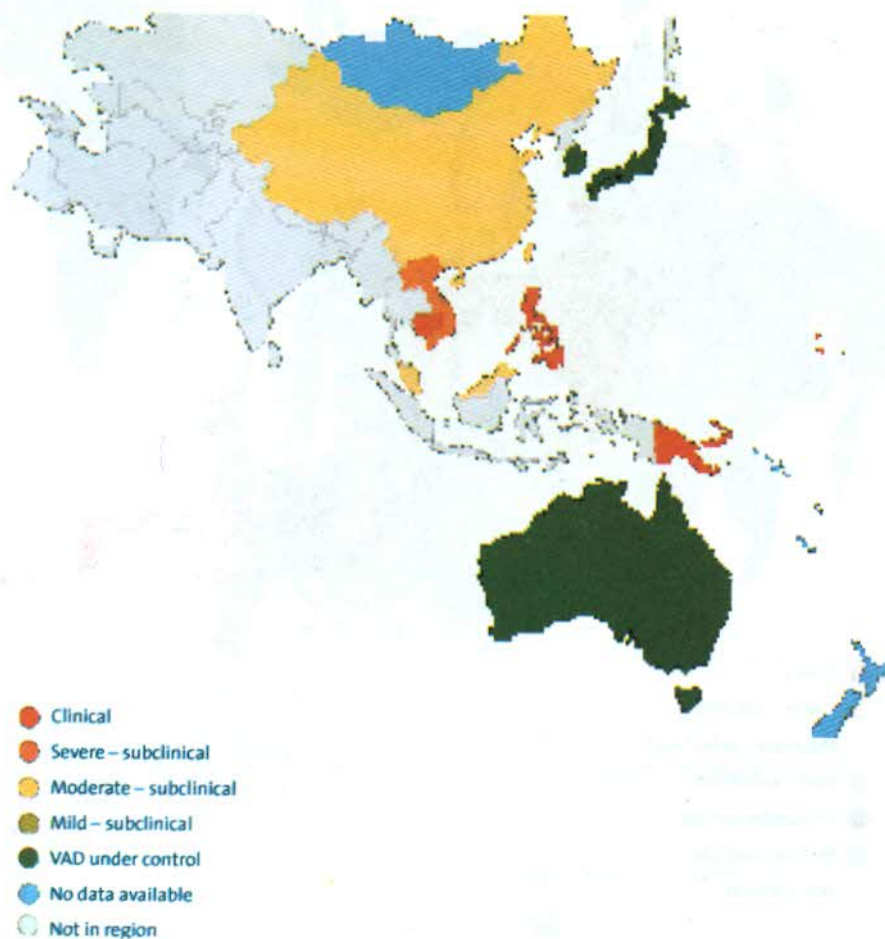 Clinical
Severe – subclinical
Moderate – subclinical
Mild – subclinical
VAD under control
No data available
Not in region